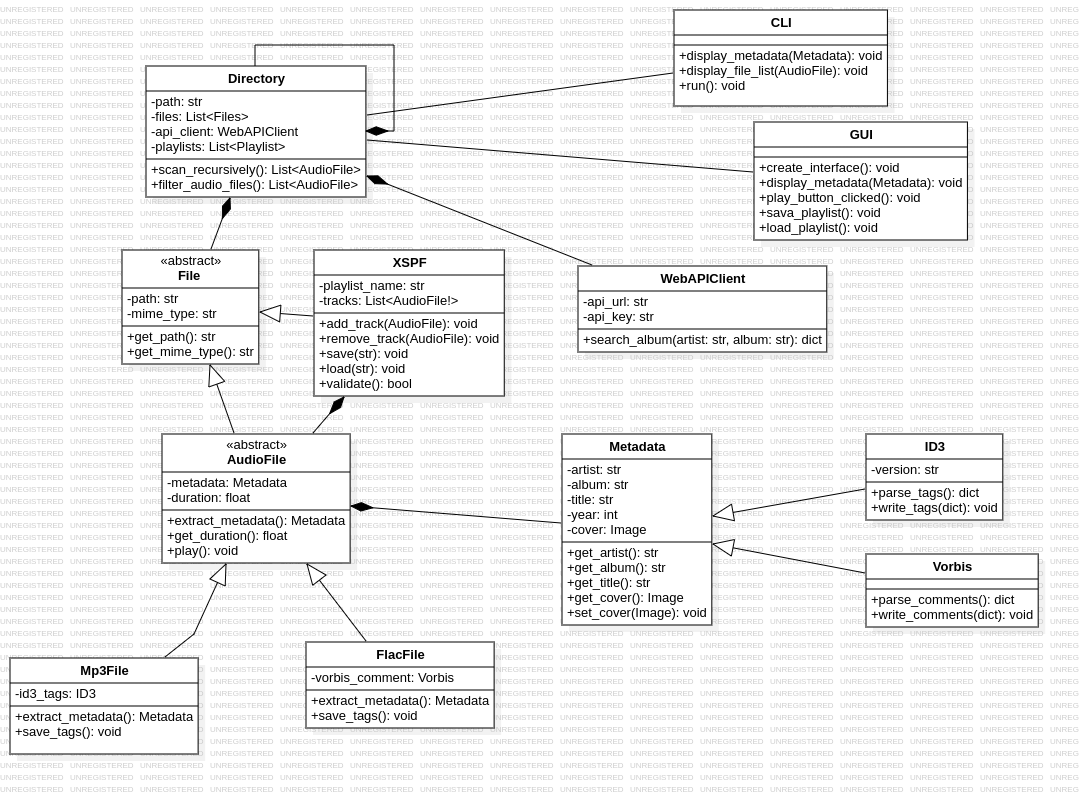 CLI
+display_metadata(Metadata): void
+display_file_list(AudioFile): void
+run(): void
Directory
-path: str
-files: List<Files>
-api_client: WebAPIClient
-playlists: List<Playlist>
+scan_recursively(): List<AudioFile>
+filter_audio_files(): List<AudioFile>
GUI
+create_interface(): void
+display_metadata(Metadata): void
+play_button_clicked(): void
+sava_playlist(): void
+load_playlist(): void
«abstract»
File
-path: str
-mime_type: str
+get_path(): str
+get_mime_type(): str
XSPF
-playlist_name: str
-tracks: List<AudioFile!>
+add_track(AudioFile): void
+remove_track(AudioFile): void
+save(str): void
+load(str): void
+validate(): bool
WebAPIClient
-api_url: str
-api_key: str
+search_album(artist: str, album: str): dict
«abstract»
AudioFile
-metadata: Metadata
-duration: float
+extract_metadata(): Metadata
+get_duration(): float
+play(): void
Metadata
-artist: str
-album: str
-title: str
-year: int
-cover: Image
+get_artist(): str
+get_album(): str
+get_title(): str
+get_cover(): Image
+set_cover(Image): void
ID3
-version: str
+parse_tags(): dict
+write_tags(dict): void
Vorbis
+parse_comments(): dict
+write_comments(dict): void
Mp3File
-id3_tags: ID3
+extract_metadata(): Metadata
+save_tags(): void
FlacFile
-vorbis_comment: Vorbis
+extract_metadata(): Metadata
+save_tags(): void
UNREGISTERED